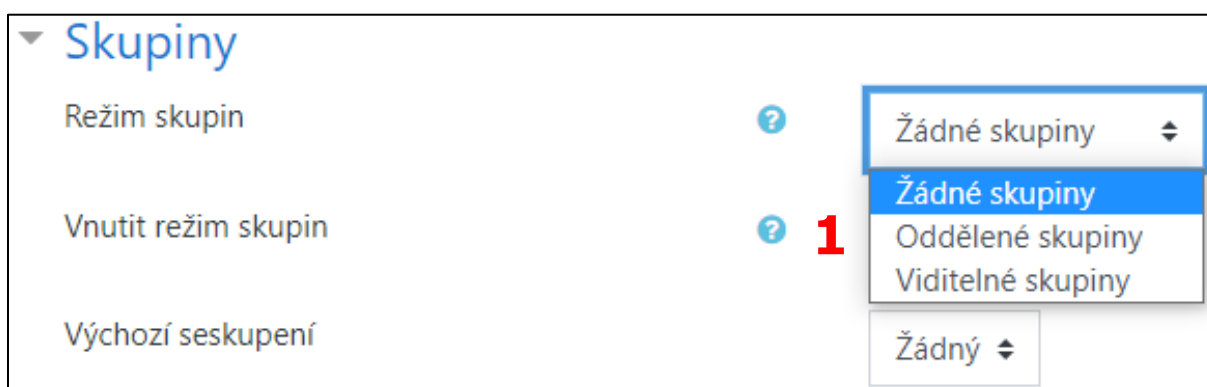 Skupiny
Režim skupin
Žádné skupiny
Žádné skupiny
Vnutit režim skupin
1
Oddělené skupiny
Viditelné skupiny
Výchozí seskupení
Žádný